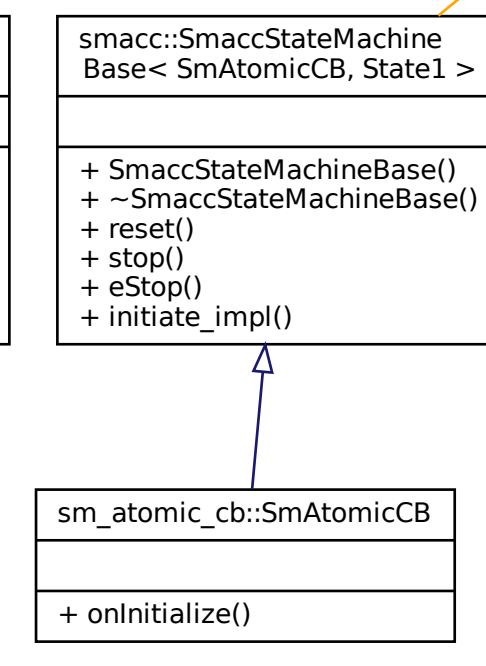 smacc::SmaccStateMachine
Base< SmAtomicCB, State1 >
+ SmaccStateMachineBase()
+ ~SmaccStateMachineBase()
+ reset()
+ stop()
+ eStop()
+ initiate_impl()
sm_atomic_cb::SmAtomicCB
+ onInitialize()